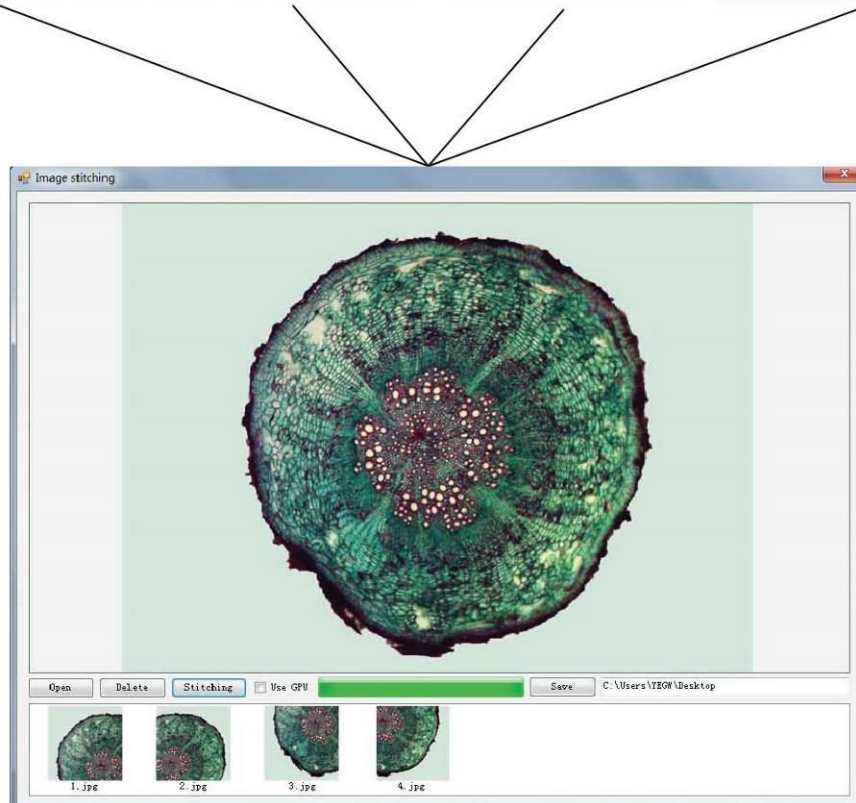 Image stitching
Open Delete Stitching Use GPU Save C:\Users\YEGW\Desktop
1.jpg 2.jpg 3.jpg 4.jpg